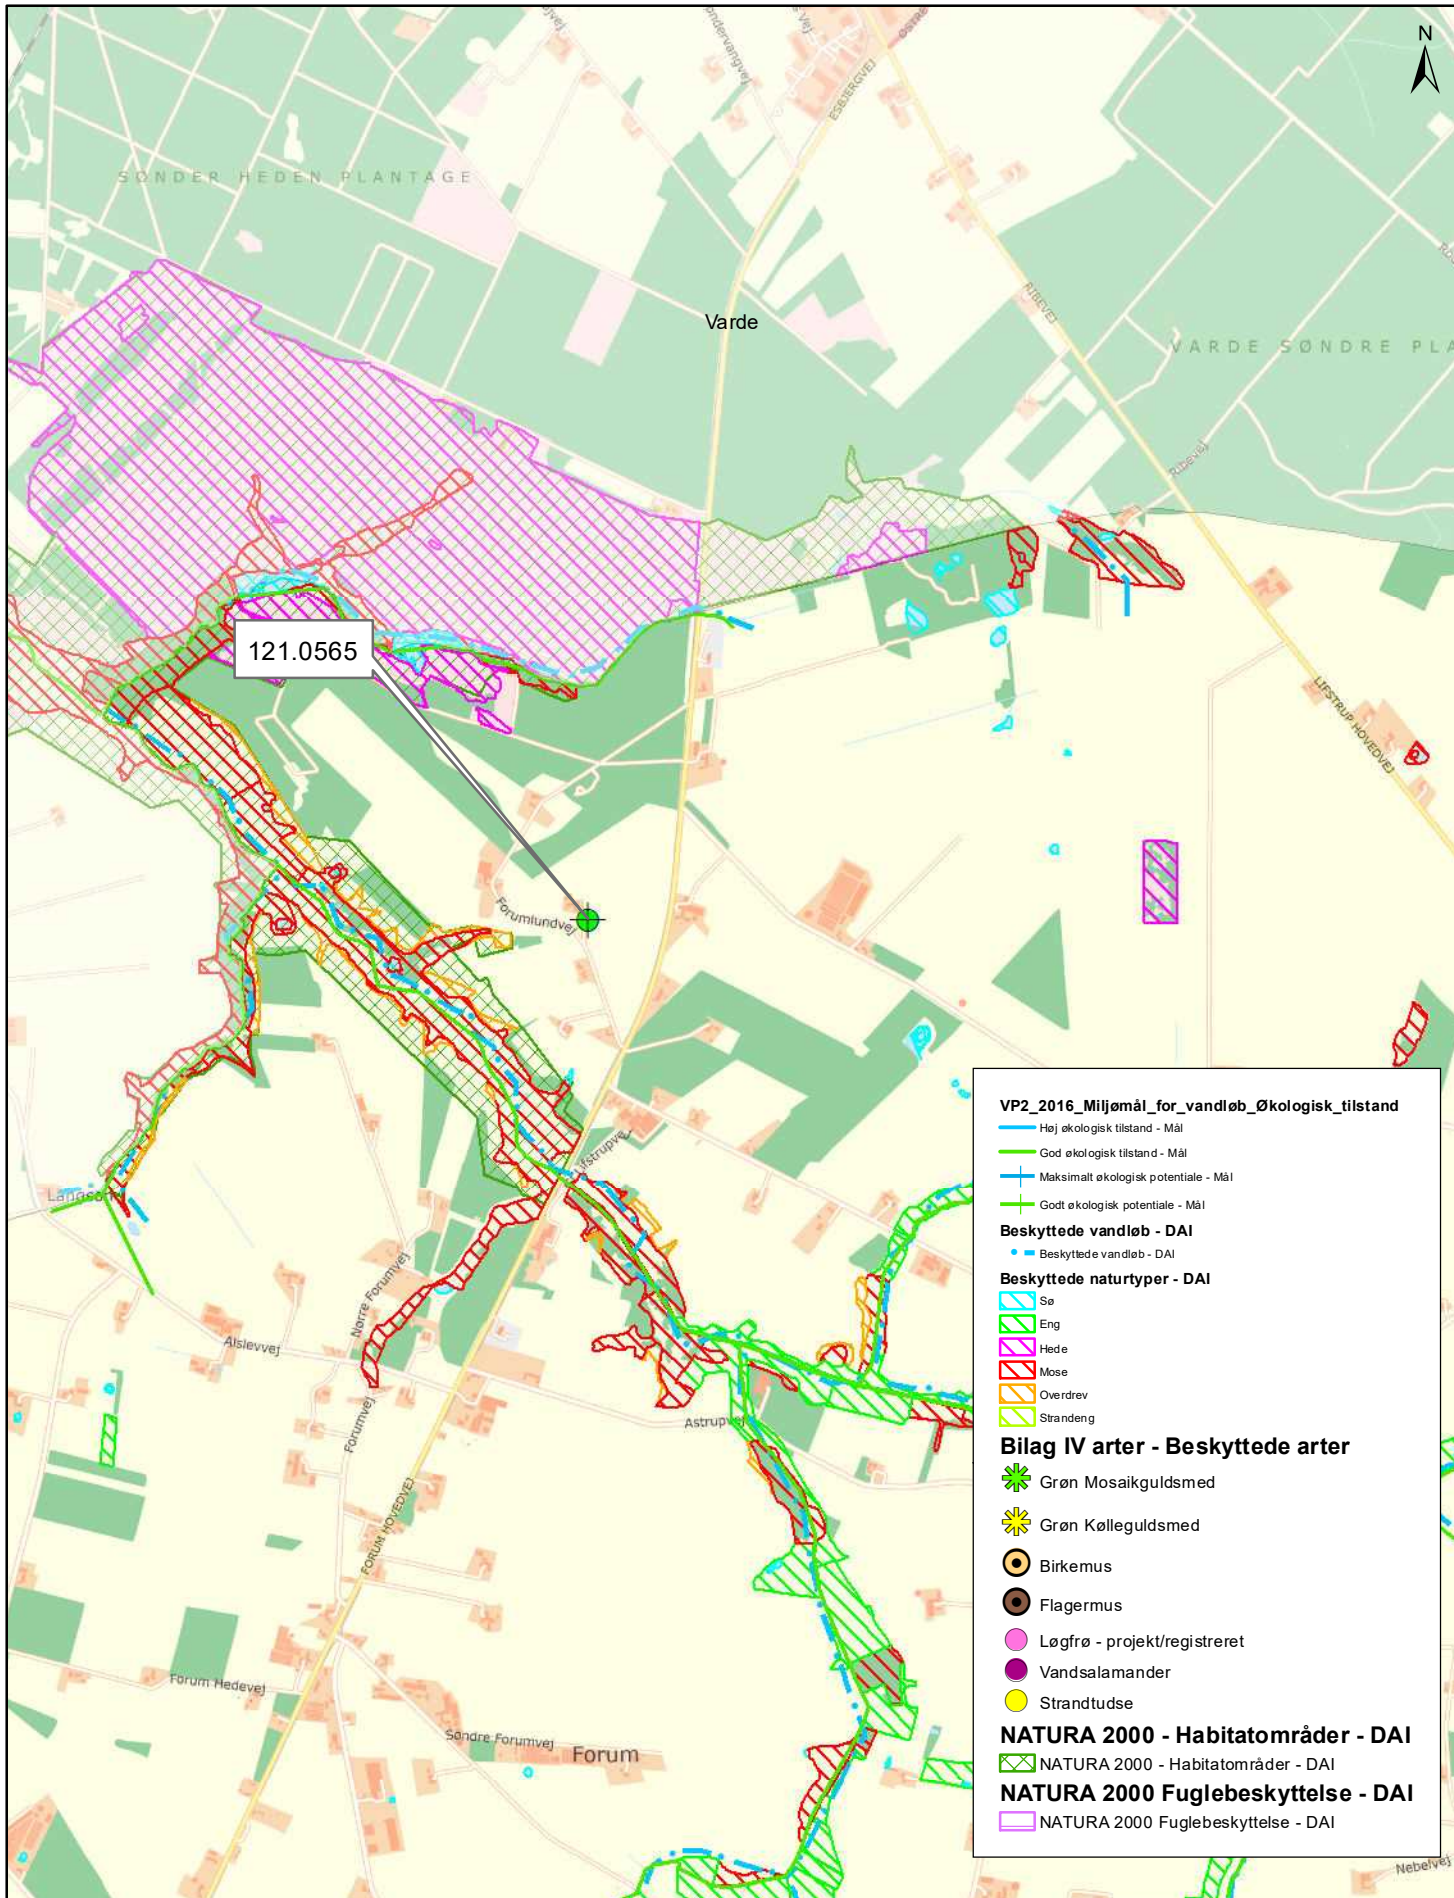 N
ESBJERGVEJ
SØNDER HEDEN PLANTAGE
RIBEVEJ
Varde
VARDE SØNDRE PLA
Ribevej
121.0565
LIFSTRUP HOVEDVEJ
Forumlundvej
Lifstrupve...
Nørre Forumvej
Alslevvej
Forumvej
Astrupvej
FORUM HOVEDVEJ
Forum Hedevej
Søndre Forumvej
Forum
Nebelvej
VP2_2016_Miljømål_for_vandløb_Økologisk_tilstand
Høj økologisk tilstand - Mål
God økologisk tilstand - Mål
Maksimalt økologisk potentiale - Mål
Godt økologisk potentiale - Mål
Beskyttede vandløb - DAI
Beskyttede vandløb - DAI
Beskyttede naturtyper - DAI
Sø
Eng
Hede
Mose
Overdrev
Strandeng
Bilag IV arter - Beskyttede arter
Grøn Mosaikguldsmed
Grøn Kølleguldsmed
Birkemus
Flagermus
Løgfrø - projekt/registreret
Vandsalamander
Strandtudse
NATURA 2000 - Habitatområder - DAI
NATURA 2000 - Habitatområder - DAI
NATURA 2000 Fuglebeskyttelse - DAI
NATURA 2000 Fuglebeskyttelse - DAI